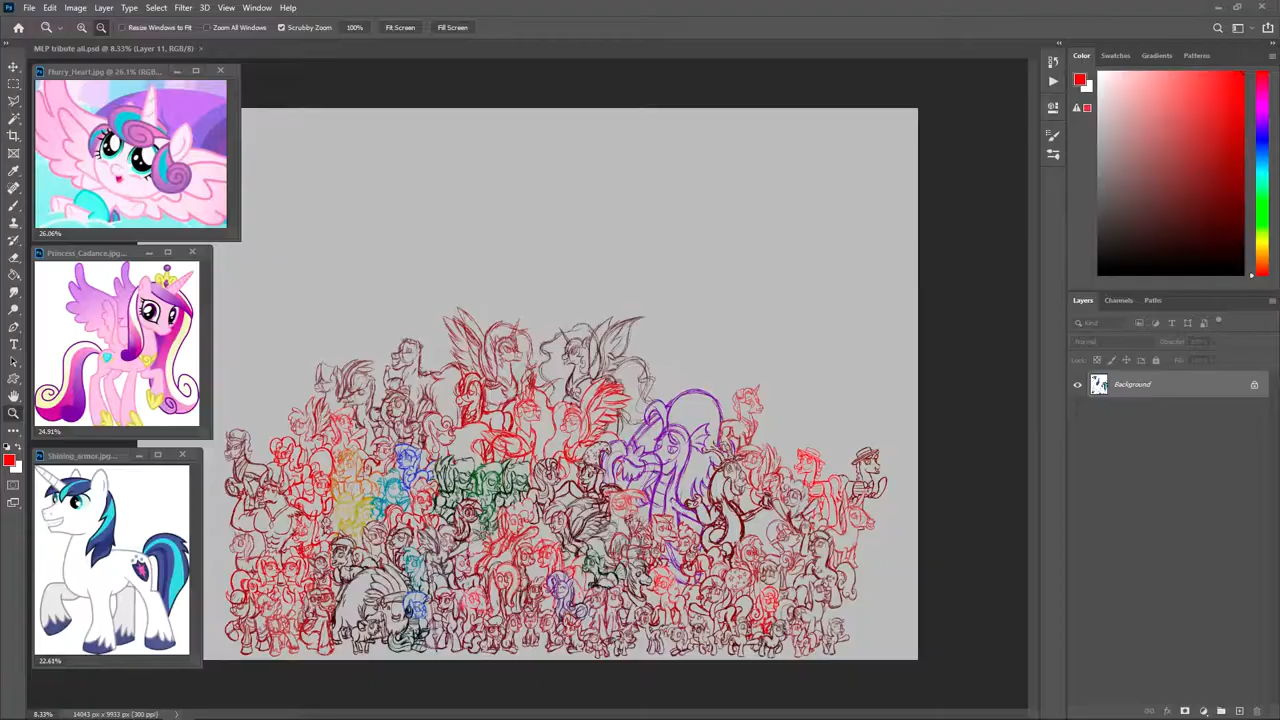 File Edit Image Layer Type Select Filter 3D View Window Help
Resize Windows to Fit Zoom All Windows Scrubby Zoom 100% Fit Screen Fill Screen
MLP tribute all.psd @ 8.33% (Layer 11, RGB/8)
Flurry_Heart.jpg @ 26.1% (RGB...
26.06%
Princess_Cadance.jpg...
24.91%
Shining_armor.jpg...
22.61%
8.33% 14043 px x 9933 px (300 ppi)
Color Swatches Gradients Patterns
Layers Channels Paths
Kind
Normal Opacity: 100%
Lock: Fill:
Background